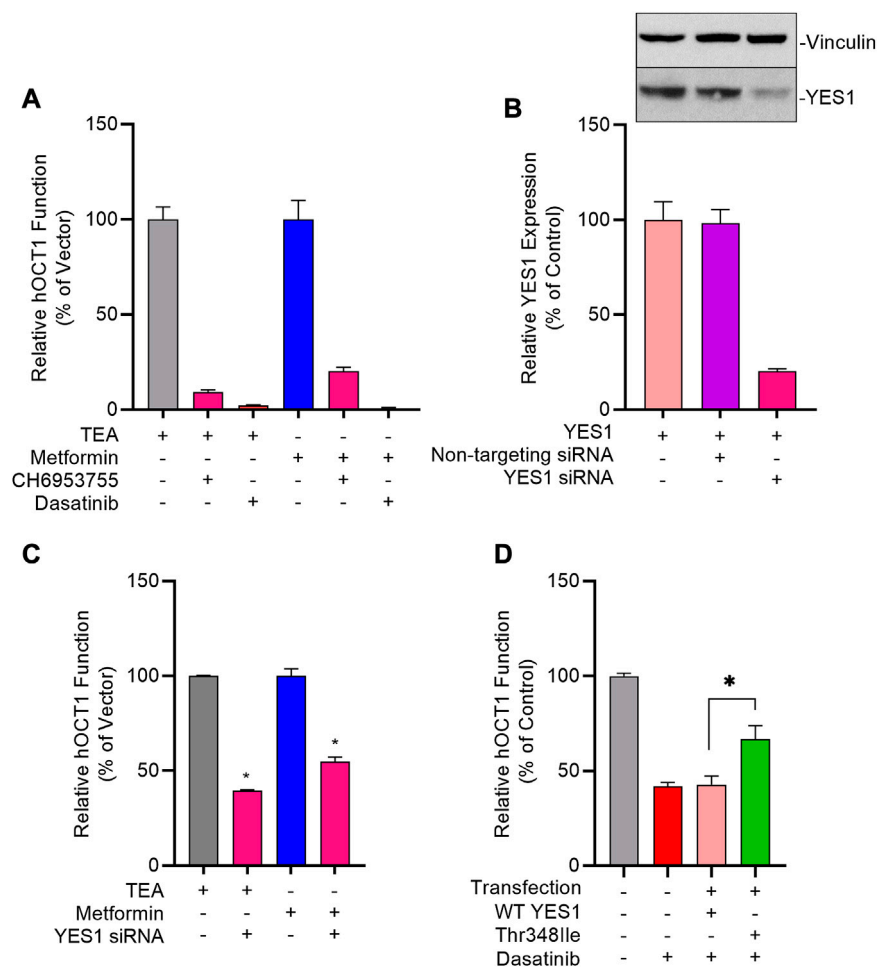 -Vinculin
-YES1
A
Relative hOCT1 Function
(% of Vector)
150
100
50
0
TEA + + + - - -
Metformin - - - + + +
CH6953755 - + - - + -
Dasatinib - - + - - +
B
Relative YES1 Expression
(% of Control)
150
100
50
0
YES1 + + +
Non-targeting siRNA - + -
YES1 siRNA - - +
C
Relative hOCT1 Function
(% of Vector)
150
100
50
0
* *
TEA + + - -
Metformin - - + +
YES1 siRNA - + - +
D
Relative hOCT1 Function
(% of Control)
150
100
50
0
*
Transfection - - + +
WT YES1 - - + -
Thr348Ile - - - +
Dasatinib - + + +